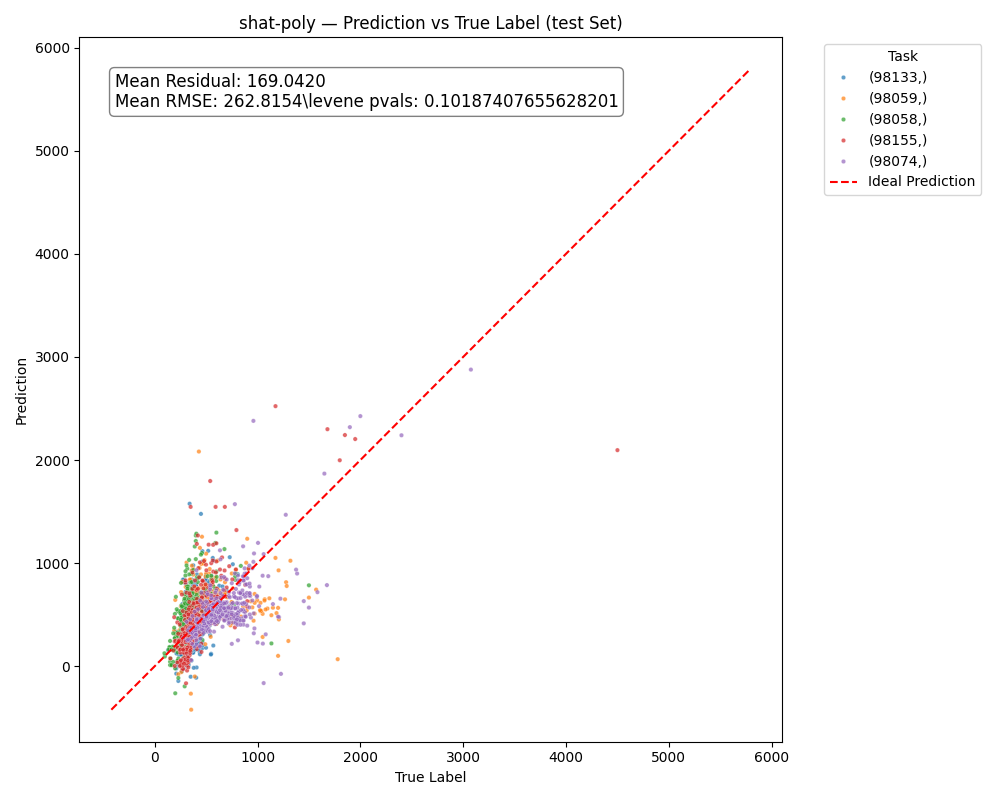 shat-poly — Prediction vs True Label (test Set)
Mean Residual: 169.0420
Mean RMSE: 262.8154\levene pvals: 0.10187407655628201
Task
(98133,)
(98059,)
(98058,)
(98155,)
(98074,)
Ideal Prediction
Prediction
6000
5000
4000
3000
2000
1000
0
0
1000
2000
3000
4000
5000
6000
True Label